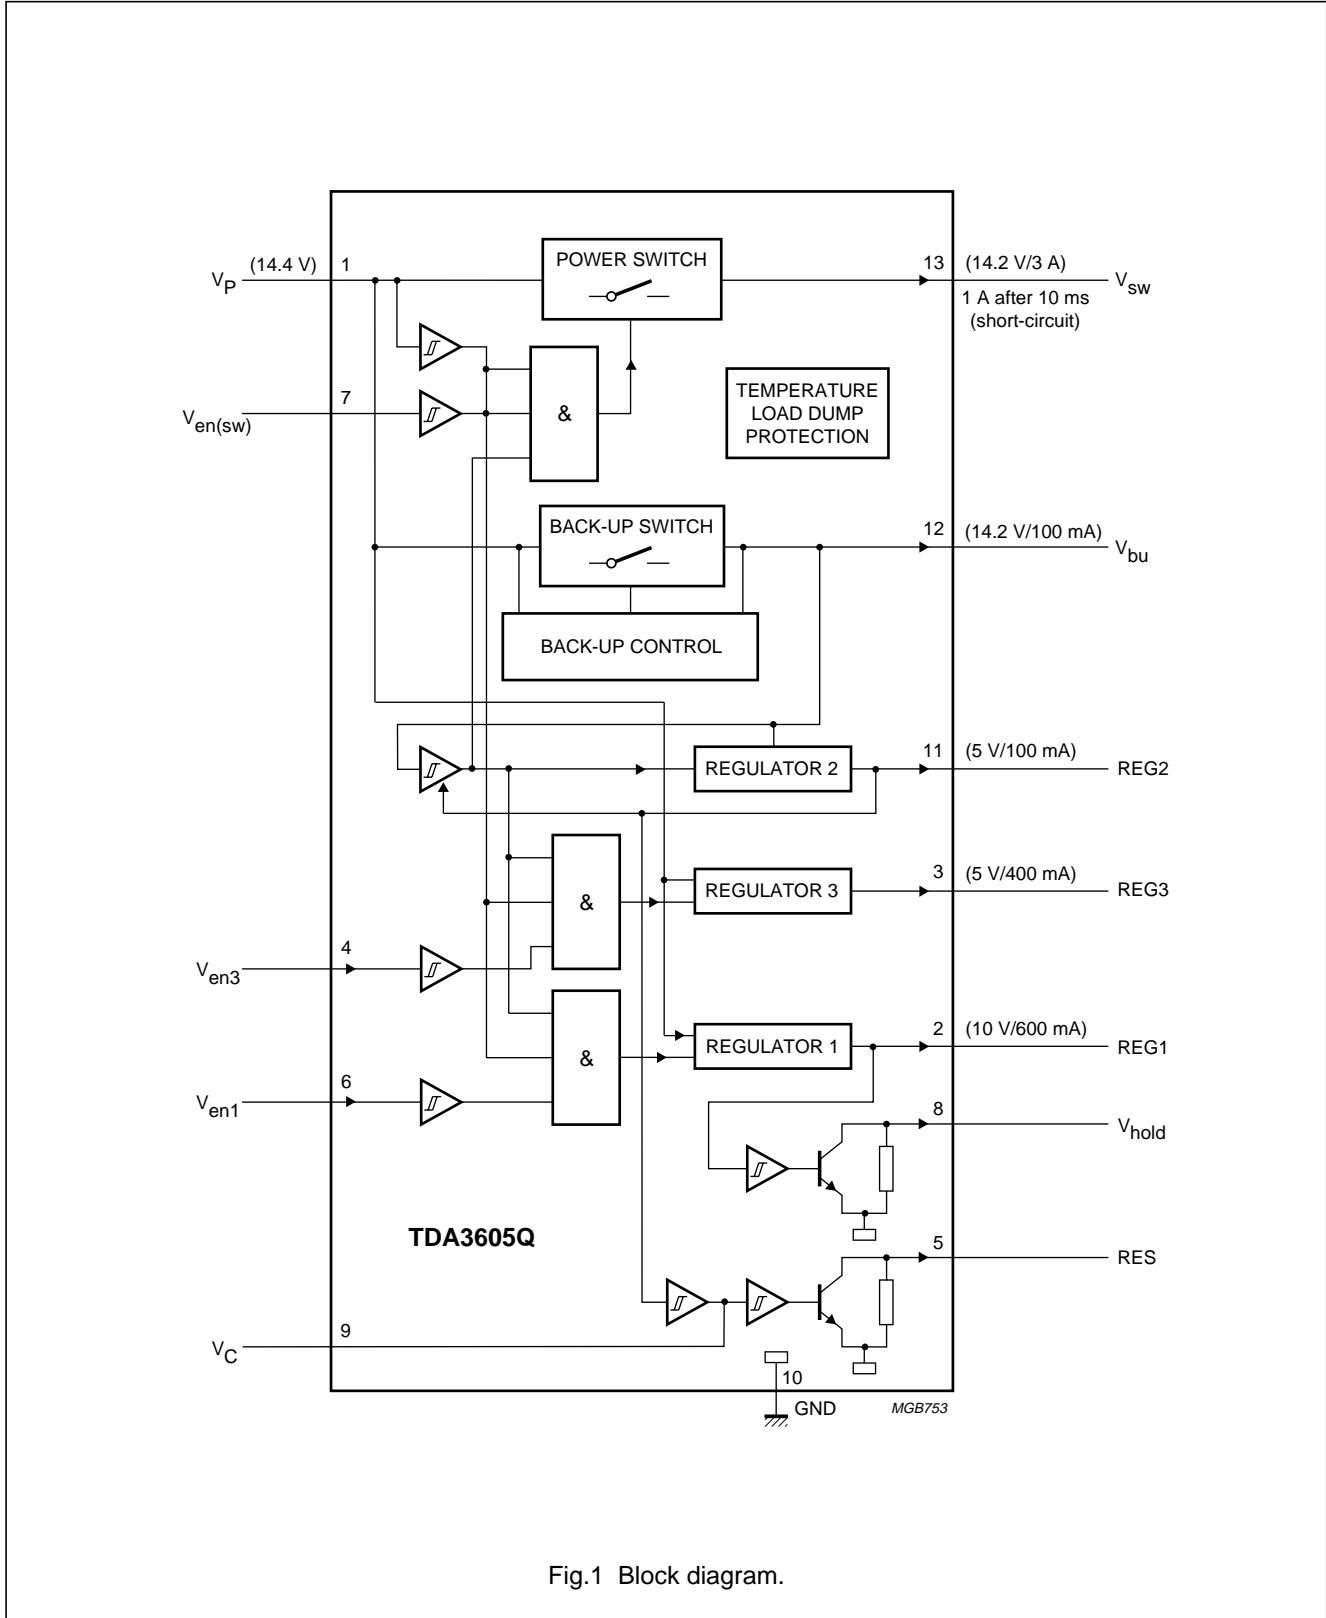 POWER SWITCH
(14.4 V)
1
VP
13
(14.2 V/3 A)
Vsw
1 A after 10 ms
(short-circuit)
TEMPERATURE
LOAD DUMP
PROTECTION
7
Ven(sw)
&
BACK-UP SWITCH
12
(14.2 V/100 mA)
Vbu
BACK-UP CONTROL
REGULATOR 2
11
(5 V/100 mA)
REG2
REGULATOR 3
3
(5 V/400 mA)
REG3
&
4
Ven3
REGULATOR 1
2
(10 V/600 mA)
REG1
&
6
Ven1
8
Vhold
TDA3605Q
5
RES
9
VC
10
GND
MGB753
Fig.1 Block diagram.